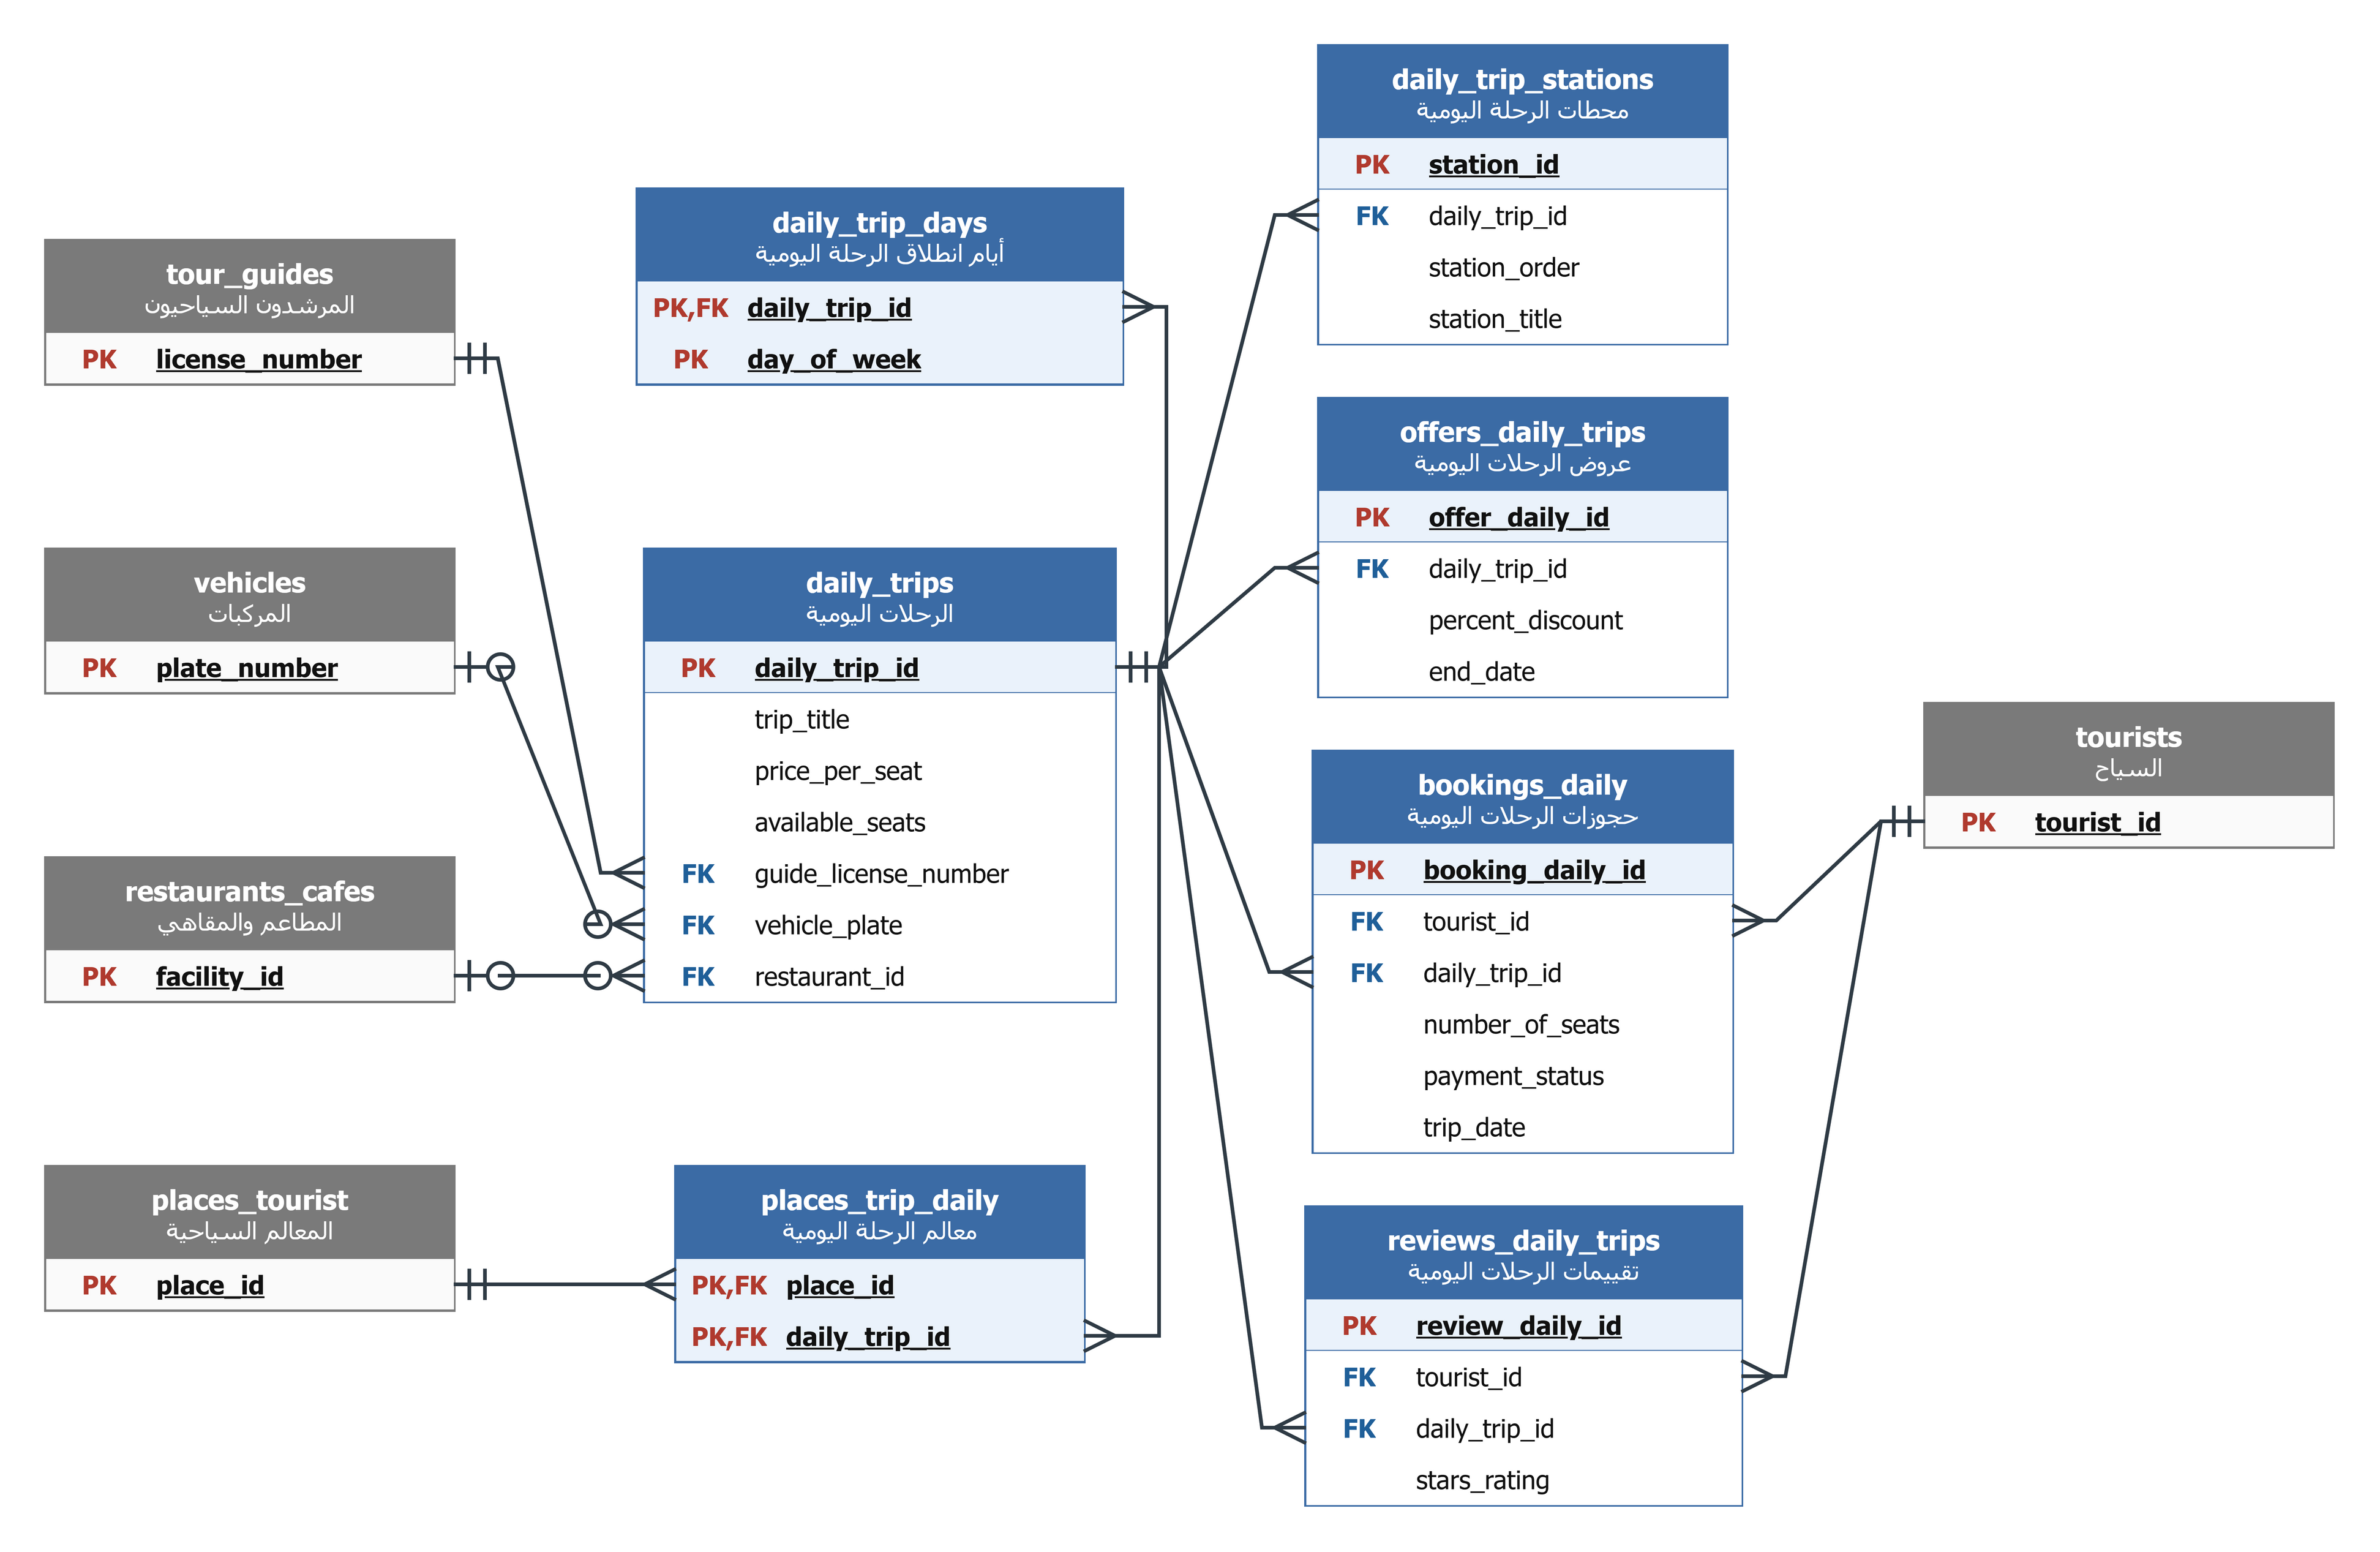 daily_trip_stations
محطات الرحلة اليومية
PK station_id
FK daily_trip_id
station_order
station_title
daily_trip_days
أيام انطلاق الرحلة اليومية
PK,FK daily_trip_id
PK day_of_week
tour_guides
المرشدون السياحيون
PK license_number
offers_daily_trips
عروض الرحلات اليومية
PK offer_daily_id
FK daily_trip_id
percent_discount
end_date
vehicles
المركبات
PK plate_number
daily_trips
الرحلات اليومية
PK daily_trip_id
trip_title
price_per_seat
available_seats
FK guide_license_number
FK vehicle_plate
FK restaurant_id
tourists
السياح
PK tourist_id
bookings_daily
حجوزات الرحلات اليومية
PK booking_daily_id
FK tourist_id
FK daily_trip_id
number_of_seats
payment_status
trip_date
restaurants_cafes
المطاعم والمقاهي
PK facility_id
places_tourist
المعالم السياحية
PK place_id
places_trip_daily
معالم الرحلة اليومية
PK,FK place_id
PK,FK daily_trip_id
reviews_daily_trips
تقييمات الرحلات اليومية
PK review_daily_id
FK tourist_id
FK daily_trip_id
stars_rating